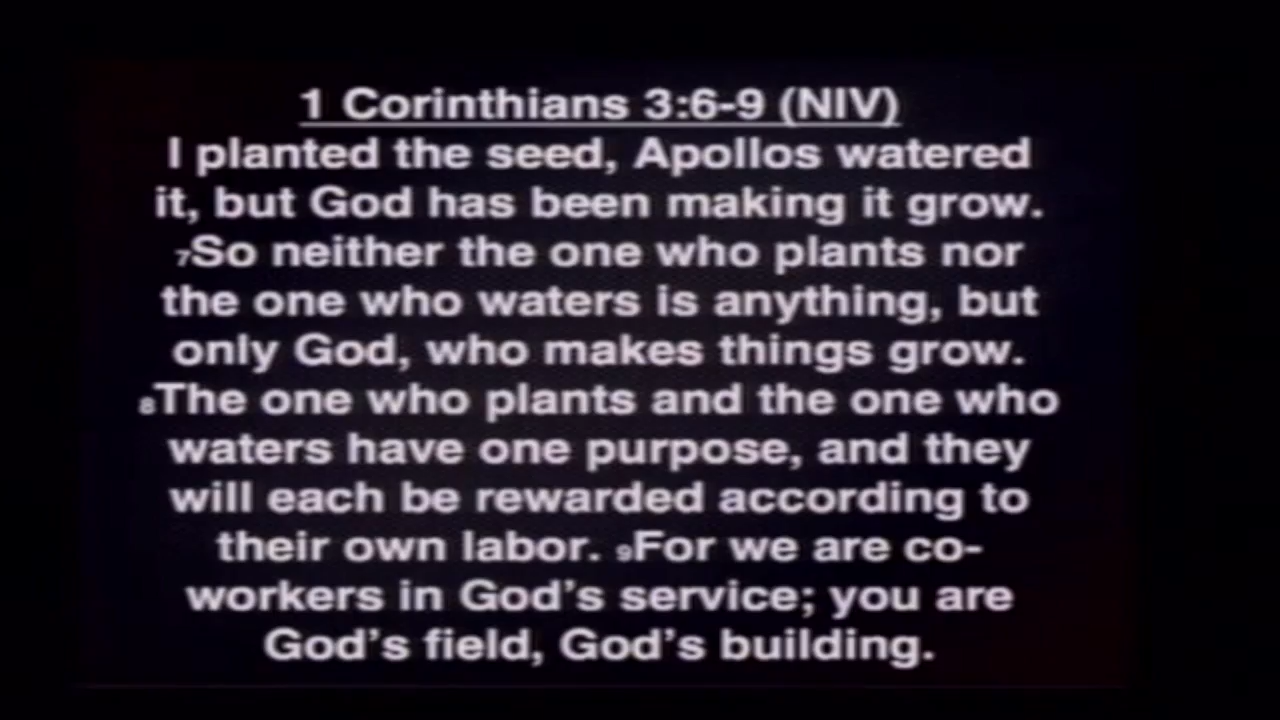 1 Corinthians 3:6-9 (NIV)
I planted the seed, Apollos watered
it, but God has been making it grow.
7So neither the one who plants nor
the one who waters is anything, but
only God, who makes things grow.
8The one who plants and the one who
waters have one purpose, and they
will each be rewarded according to
their own labor. 9For we are co-
workers in God’s service; you are
God’s field, God’s building.